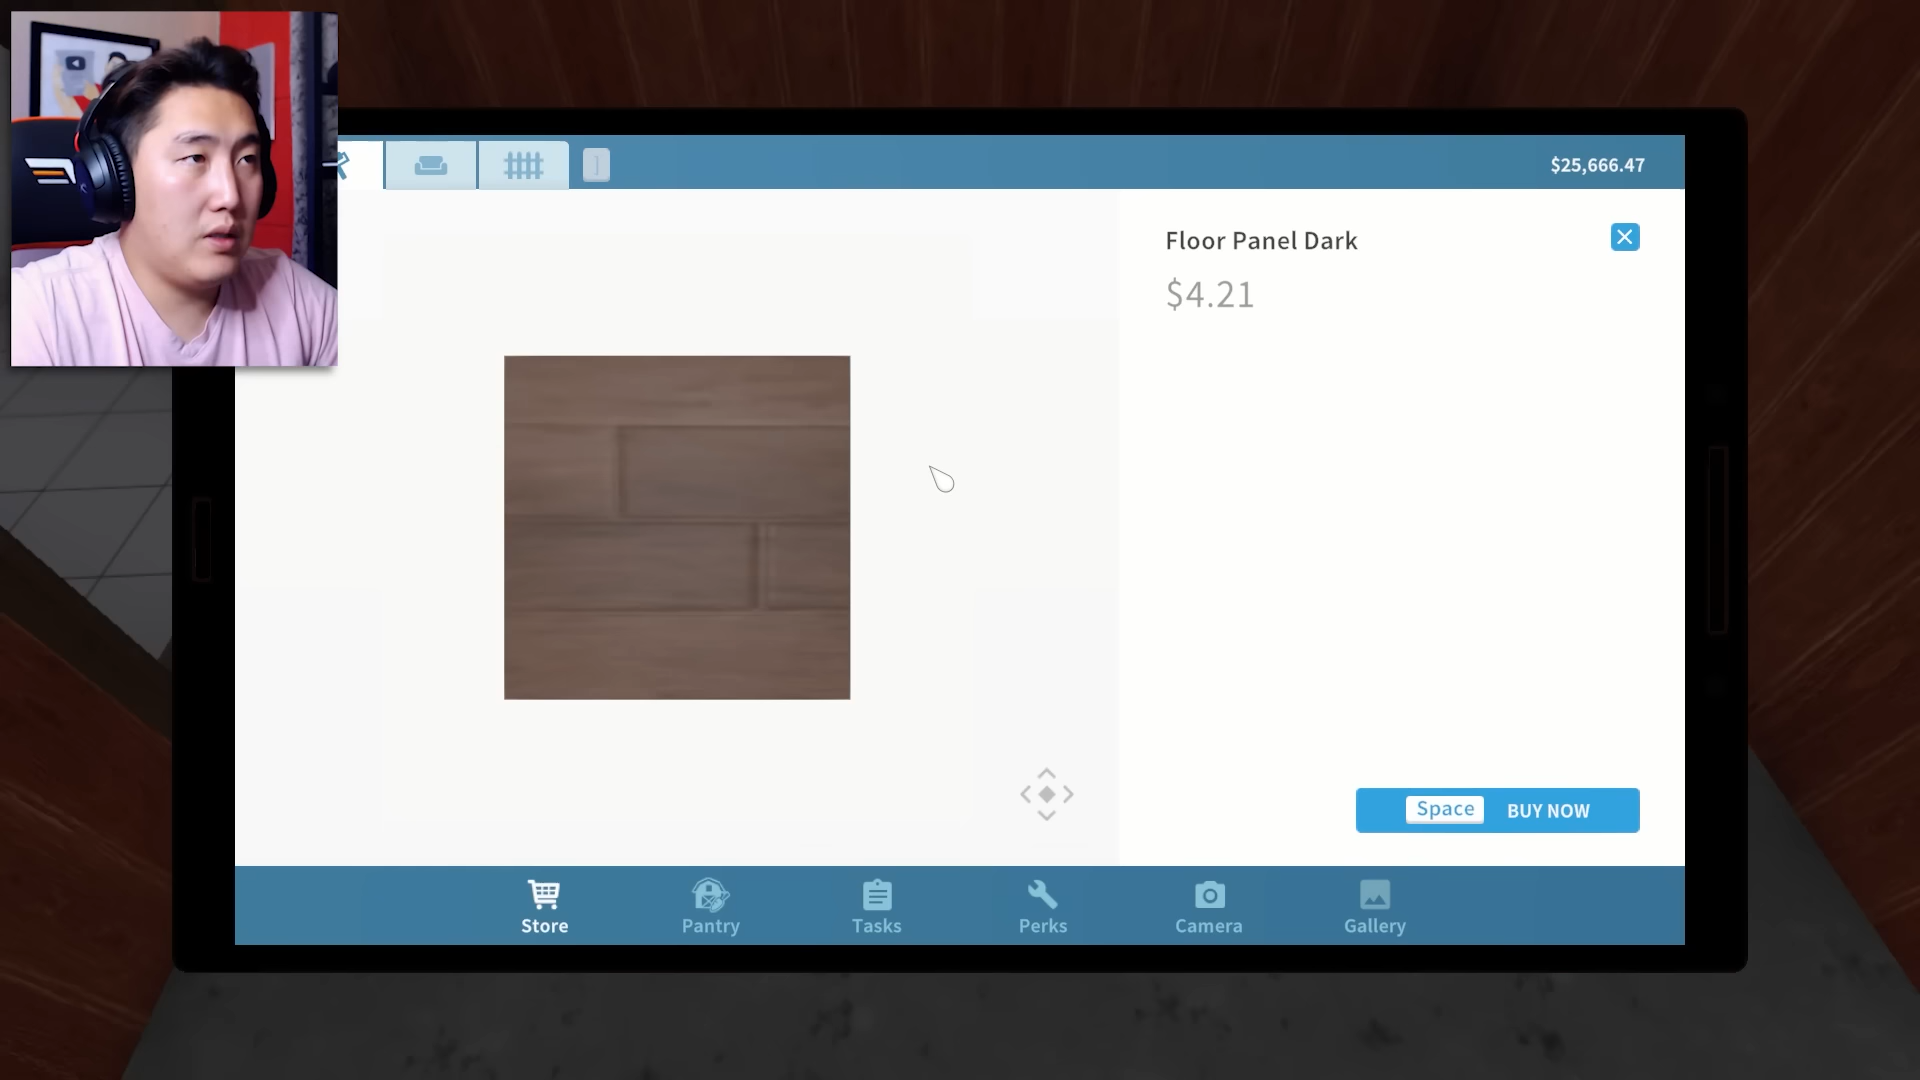 ]
$25,666.47
Floor Panel Dark
$4.21
Space BUY NOW
Store Pantry Tasks Perks Camera Gallery